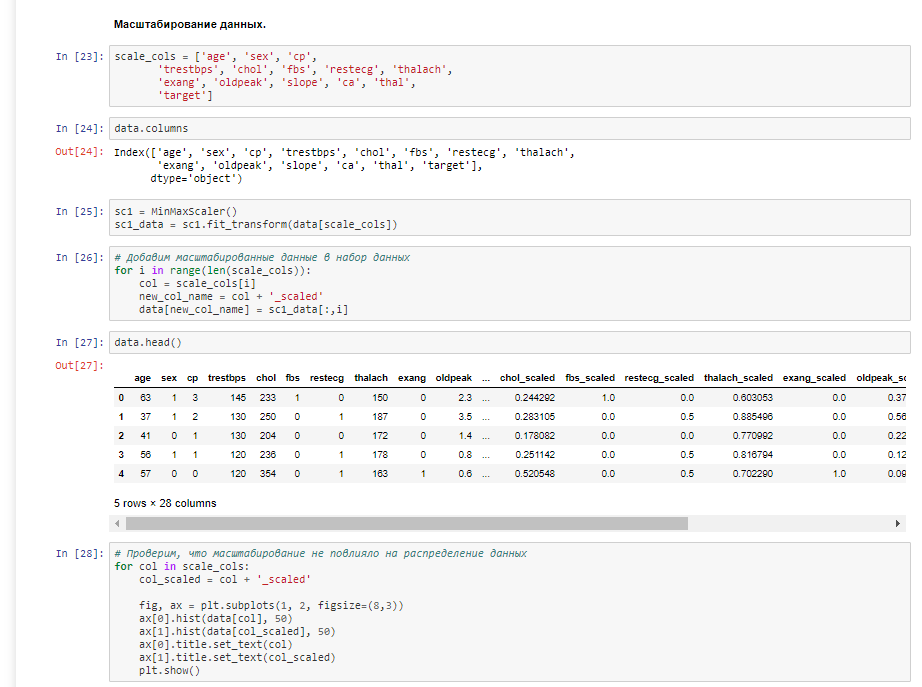 Масштабирование данных.
In [23]: scale_cols = ['age', 'sex', 'cp',
'trestbps', 'chol', 'fbs', 'restecg', 'thalach',
'exang', 'oldpeak', 'slope', 'ca', 'thal',
'target']
In [24]: data.columns
Out[24]: Index(['age', 'sex', 'cp', 'trestbps', 'chol', 'fbs', 'restecg', 'thalach',
'exang', 'oldpeak', 'slope', 'ca', 'thal', 'target'],
dtype='object')
In [25]: sc1 = MinMaxScaler()
sc1_data = sc1.fit_transform(data[scale_cols])
In [26]: # Добавим масштабированные данные в набор данных
for i in range(len(scale_cols)):
col = scale_cols[i]
new_col_name = col + '_scaled'
data[new_col_name] = sc1_data[:,i]
In [27]: data.head()
Out[27]:
age sex cp trestbps chol fbs restecg thalach exang oldpeak ... chol_scaled fbs_scaled restecg_scaled thalach_scaled exang_scaled oldpeak_sc
0 63 1 3 145 233 1 0 150 0 2.3 ... 0.244292 1.0 0.0 0.603053 0.0 0.37
1 37 1 2 130 250 0 1 187 0 3.5 ... 0.283105 0.0 0.5 0.885496 0.0 0.56
2 41 0 1 130 204 0 0 172 0 1.4 ... 0.178082 0.0 0.0 0.770992 0.0 0.22
3 56 1 1 120 236 0 1 178 0 0.8 ... 0.251142 0.0 0.5 0.816794 0.0 0.12
4 57 0 0 120 354 0 1 163 1 0.6 ... 0.520548 0.0 0.5 0.702290 1.0 0.09
5 rows × 28 columns
In [28]: # Проверим, что масштабирование не повлияло на распределение данных
for col in scale_cols:
col_scaled = col + '_scaled'
fig, ax = plt.subplots(1, 2, figsize=(8,3))
ax[0].hist(data[col], 50)
ax[1].hist(data[col_scaled], 50)
ax[0].title.set_text(col)
ax[1].title.set_text(col_scaled)
plt.show()